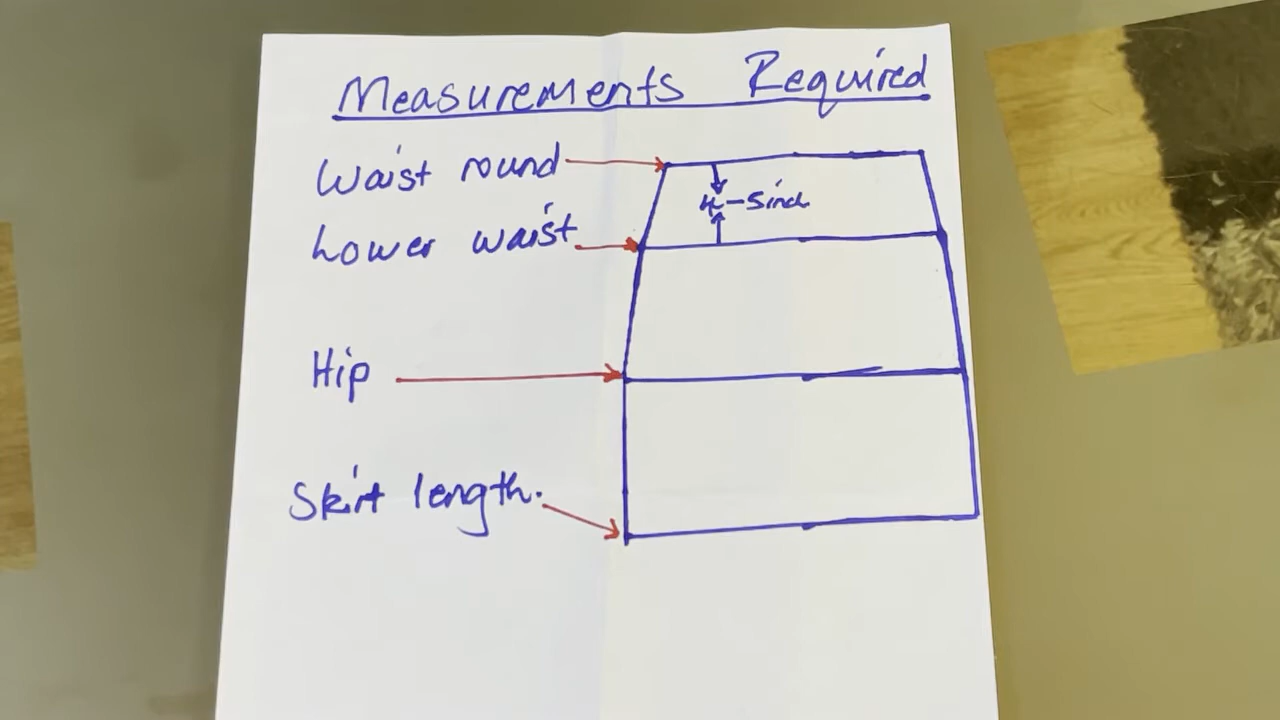 Measurements Required
Waist round
4-5inch
Lower waist
Hip
Skirt length.